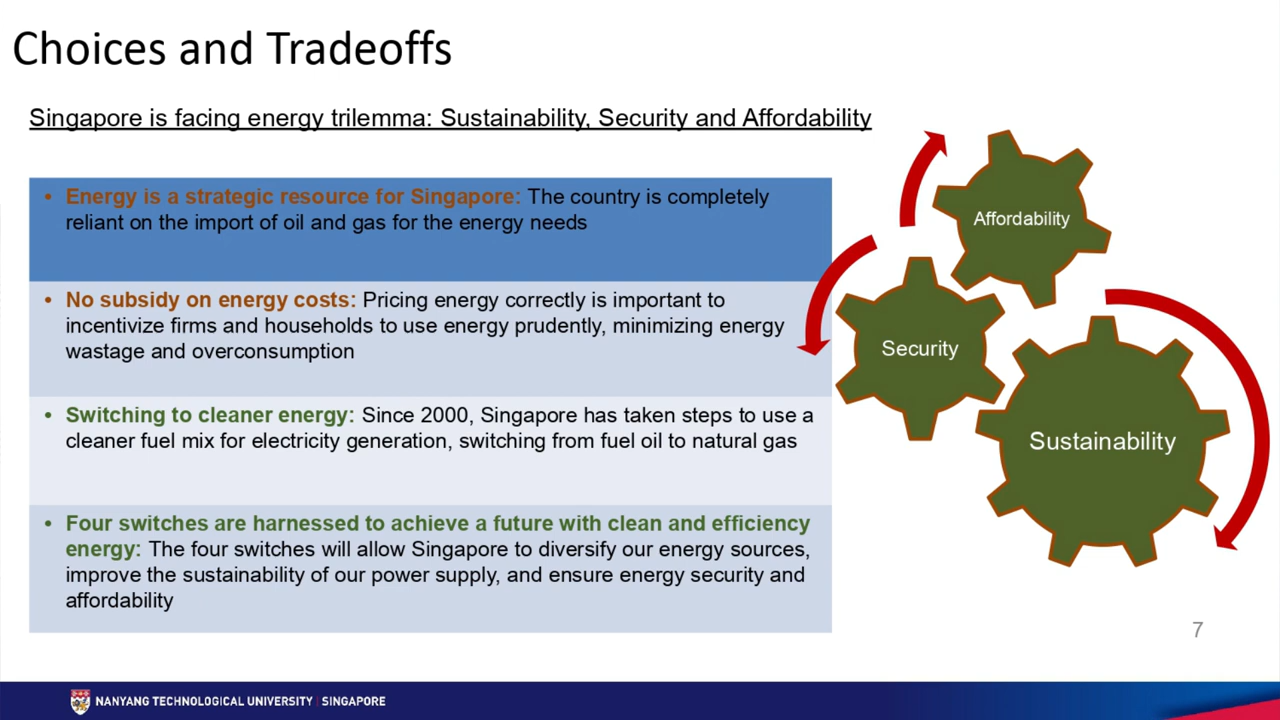 Choices and Tradeoffs
Singapore is facing energy trilemma: Sustainability, Security and Affordability
• Energy is a strategic resource for Singapore: The country is completely
reliant on the import of oil and gas for the energy needs
• No subsidy on energy costs: Pricing energy correctly is important to
incentivize firms and households to use energy prudently, minimizing energy
wastage and overconsumption
• Switching to cleaner energy: Since 2000, Singapore has taken steps to use a
cleaner fuel mix for electricity generation, switching from fuel oil to natural gas
• Four switches are harnessed to achieve a future with clean and efficiency
energy: The four switches will allow Singapore to diversify our energy sources,
improve the sustainability of our power supply, and ensure energy security and
affordability
Affordability
Security
Sustainability
7
NANYANG TECHNOLOGICAL UNIVERSITY | SINGAPORE